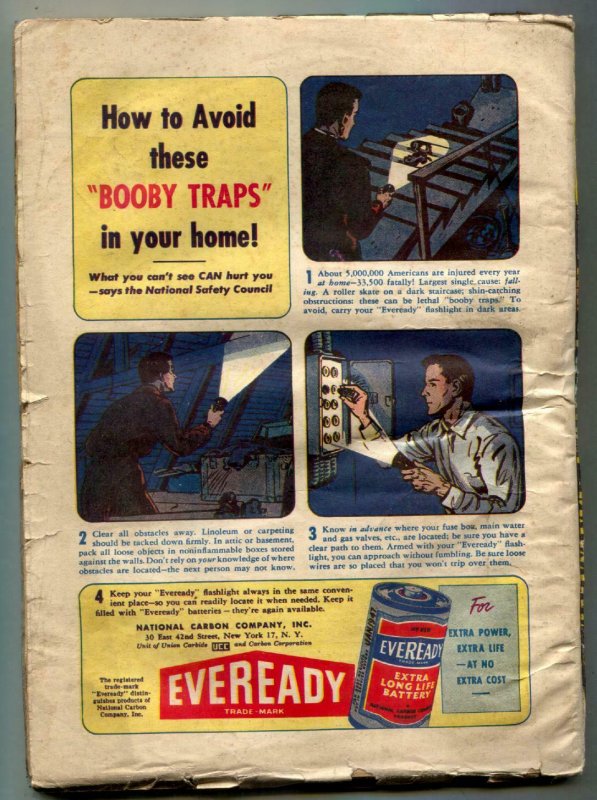 How to Avoid
these
"BOOBY TRAPS"
in your home!
What you can't see CAN hurt you
—says the National Safety Council
1 About 5,000,000 Americans are injured every year
at home—33,500 fatally! Largest single cause: fall-
ing. A roller skate on a dark staircase; shin-catching
obstructions: these can be lethal "booby traps." To
avoid, carry your "Eveready" flashlight in dark areas.
2 Clear all obstacles away. Linoleum or carpeting
should be tacked down firmly. In attic or basement,
pack all loose objects in noninflammable boxes stored
against the walls. Don't rely on your knowledge of where
obstacles are located—the next person may not know.
3 Know in advance where your fuse box, main water
and gas valves, etc., are located; be sure you have a
clear path to them. Armed with your "Eveready" flash-
light, you can approach without fumbling. Be sure loose
wires are so placed that you won't trip over them.
4 Keep your "Eveready" flashlight always in the same conven-
ient place—so you can readily locate it when needed. Keep it
filled with "Eveready" batteries—they're again available.
NATIONAL CARBON COMPANY, INC.
30 East 42nd Street, New York 17, N. Y.
Unit of Union Carbide UCC and Carbon Corporation
The registered
trade-mark
"Eveready" distin-
guishes products of
National Carbon
Company, Inc.
EVEREADY
TRADE-MARK
EVEREADY
TRADE-MARK
EXTRA
LONG LIFE
BATTERY
NATIONAL CARBON
PRODUCT
For
EXTRA POWER,
EXTRA LIFE
—AT NO
EXTRA COST